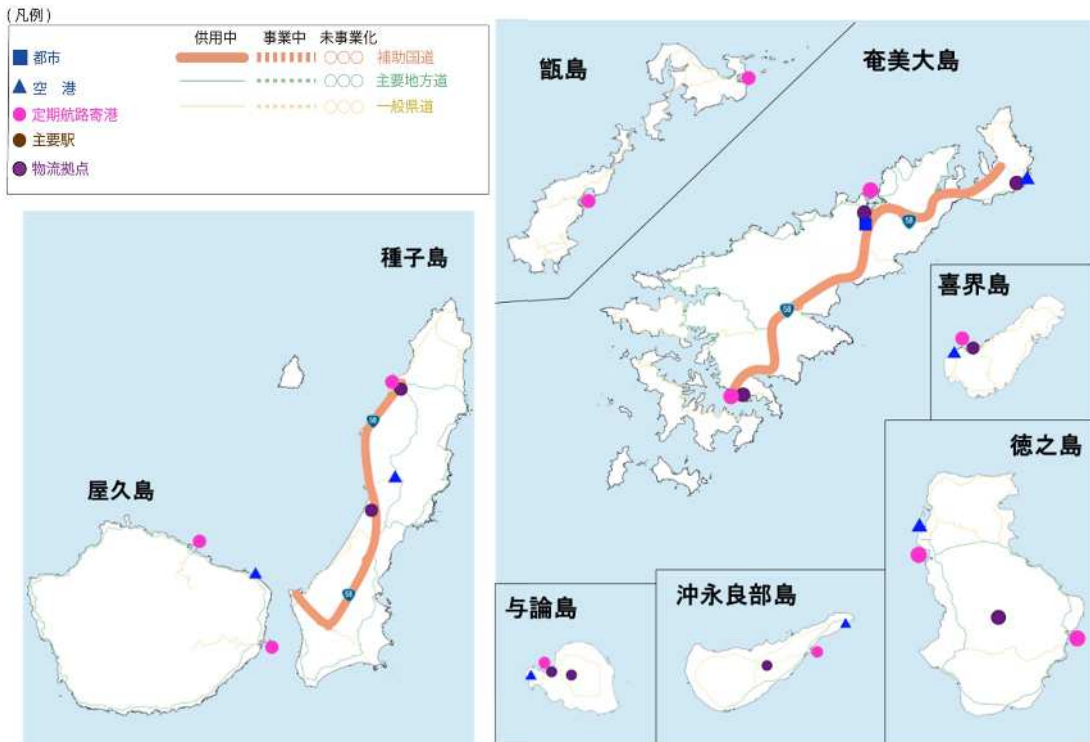 (凡例)
供用中 事業中 未事業化
都市 補助国道
空 港 主要地方道
定期航路寄港 一般県道
主要駅
物流拠点
甑島
奄美大島
58
58
喜界島
種子島
58
屋久島
58
徳之島
与論島
沖永良部島